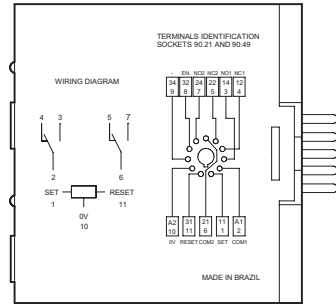 TERMINALS IDENTIFICATION
SOCKETS 90.21 AND 90.49
- EN. NO2 NC2 NO1 NC1
34 32 24 22 14 12
9 8 7 5 3 4
WIRING DIAGRAM
4 3 5 7
2 6
SET RESET
1 11
0V
10
A2 31 21 11 A1
10 11 6 1 2
0V RESET COM2 SET COM1
MADE IN BRAZIL